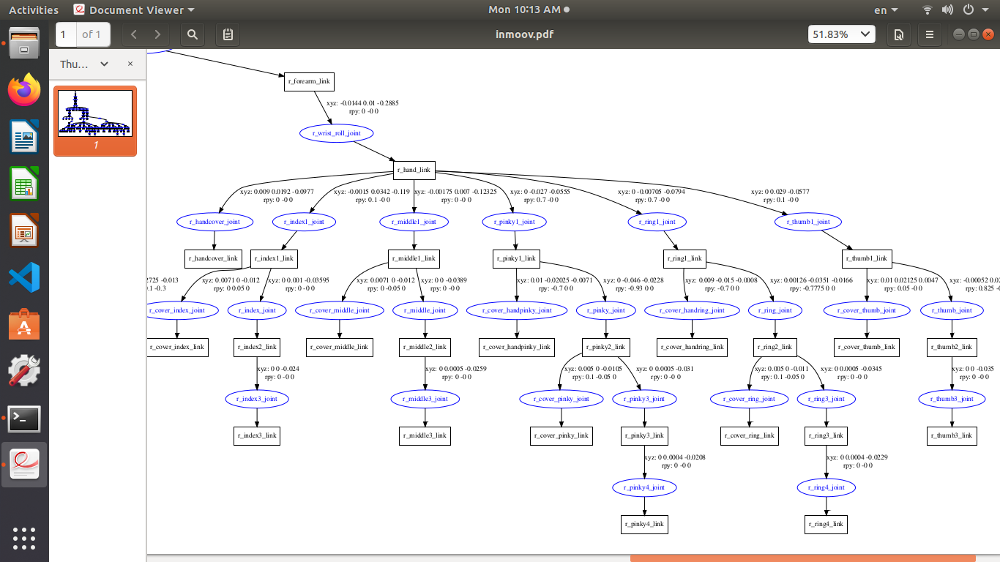 Activities
Document Viewer
Mon 10:13 AM
en
1
of 1
inmoov.pdf
51.83%
Thu...
1
r_forearm_link
xyz: -0.0144 0.01 -0.2885
rpy: 0 -0 0
r_wrist_roll_joint
r_hand_link
xyz: 0.009 0.0192 -0.0977
rpy: 0 -0 0
xyz: -0.0015 0.0342 -0.119
rpy: 0.1 -0 0
xyz: -0.00175 0.007 -0.12325
rpy: 0 -0 0
xyz: 0 -0.027 -0.0555
rpy: 0.7 -0 0
xyz: 0 -0.00705 -0.0794
rpy: 0.7 -0 0
xyz: 0 0.029 -0.0577
rpy: 0.1 -0 0
r_handcover_joint
r_index1_joint
r_middle1_joint
r_pinky1_joint
r_ring1_joint
r_thumb1_joint
r_handcover_link
r_index1_link
r_middle1_link
r_pinky1_link
r_ring1_link
r_thumb1_link
2725 -0.013
.1 -0.3
xyz: 0.0071 0 -0.012
rpy: 0 0.05 0
xyz: 0 0.001 -0.03595
rpy: 0 -0 0
xyz: 0.0071 0 -0.012
rpy: 0 -0.05 0
xyz: 0 0 -0.0389
rpy: 0 -0 0
xyz: 0.01 -0.02025 -0.0071
rpy: -0.7 0 0
xyz: 0 -0.046 -0.0228
rpy: -0.93 0 0
xyz: 0.009 -0.015 -0.0008
rpy: -0.7 0 0
xyz: 0.00126 -0.0351 -0.0166
rpy: -0.7775 0 0
xyz: 0.01 0.02125 0.0047
rpy: 0.05 -0 0
xyz: -0.00052 0.02
rpy: 0.825 -0
r_cover_index_joint
r_index_joint
r_cover_middle_joint
r_middle_joint
r_cover_handpinky_joint
r_pinky_joint
r_cover_handring_joint
r_ring_joint
r_cover_thumb_joint
r_thumb_joint
r_cover_index_link
r_index2_link
r_cover_middle_link
r_middle2_link
r_cover_handpinky_link
r_pinky2_link
r_cover_handring_link
r_ring2_link
r_cover_thumb_link
r_thumb2_link
xyz: 0 0 -0.024
rpy: 0 -0 0
xyz: 0 0.0005 -0.0259
rpy: 0 -0 0
xyz: 0.005 0 -0.0105
rpy: 0.1 -0.05 0
xyz: 0 0.0005 -0.031
rpy: 0 -0 0
xyz: 0.005 0 -0.011
rpy: 0.1 -0.05 0
xyz: 0 0.0005 -0.0345
rpy: 0 -0 0
xyz: 0 0 -0.035
rpy: 0 -0 0
r_index3_joint
r_middle3_joint
r_cover_pinky_joint
r_pinky3_joint
r_cover_ring_joint
r_ring3_joint
r_thumb3_joint
r_index3_link
r_middle3_link
r_cover_pinky_link
r_pinky3_link
r_cover_ring_link
r_ring3_link
r_thumb3_link
xyz: 0 0.0004 -0.0208
rpy: 0 -0 0
xyz: 0 0.0004 -0.0229
rpy: 0 -0 0
r_pinky4_joint
r_ring4_joint
r_pinky4_link
r_ring4_link